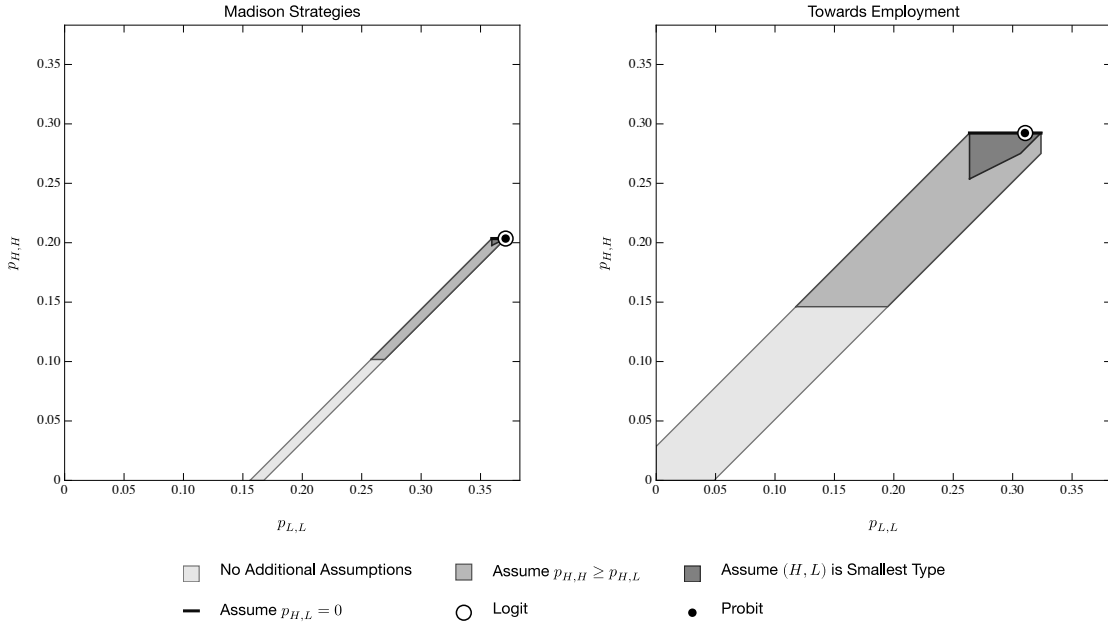 Madison Strategies
Towards Employment
0.35
0.30
0.25
0.20
0.15
0.10
0.05
0
0 0.05 0.10 0.15 0.20 0.25 0.30 0.35
p_{H,H}
p_{L,L}
0.35
0.30
0.25
0.20
0.15
0.10
0.05
0
0 0.05 0.10 0.15 0.20 0.25 0.30 0.35
p_{H,H}
p_{L,L}
No Additional Assumptions
Assume p_{H,H} ≥ p_{H,L}
Assume (H, L) is Smallest Type
Assume p_{H,L} = 0
Logit
Probit